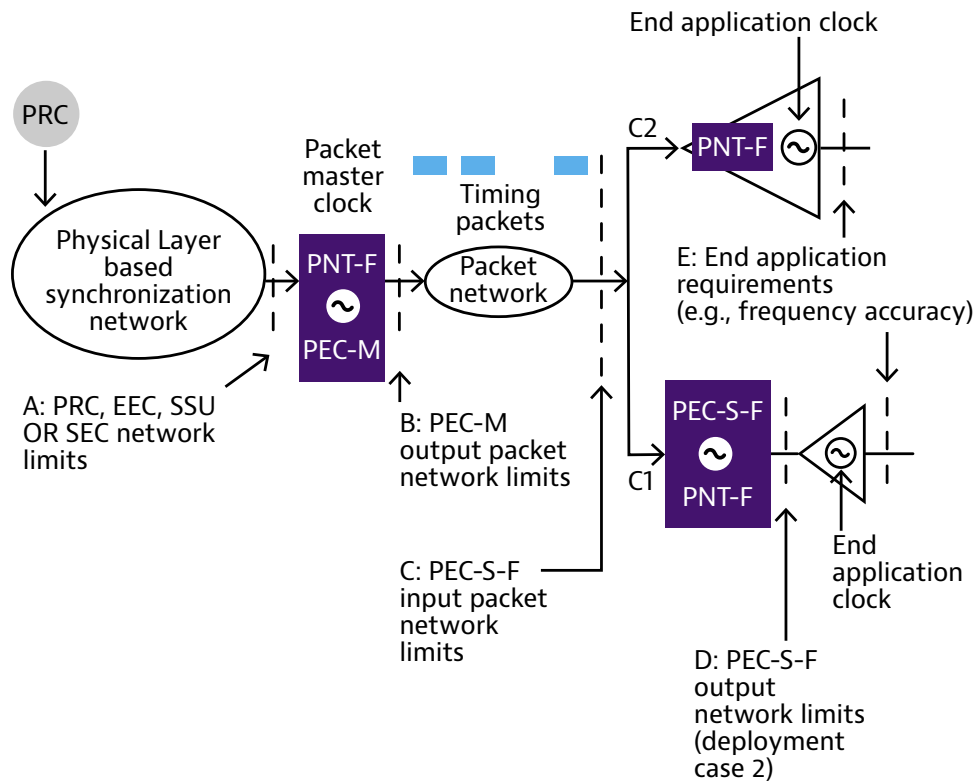 End application clock
PRC
C2
PNT-F
Packet
master
clock
Timing
packets
Physical Layer
based
synchronization
network
PNT-F
PEC-M
Packet
network
E: End application
requirements
(e.g., frequency accuracy)
A: PRC, EEC, SSU
OR SEC network
limits
B: PEC-M
output packet
network limits
C1
PEC-S-F
PNT-F
C: PEC-S-F
input packet
network
limits
End
application
clock
D: PEC-S-F
output
network limits
(deployment
case 2)